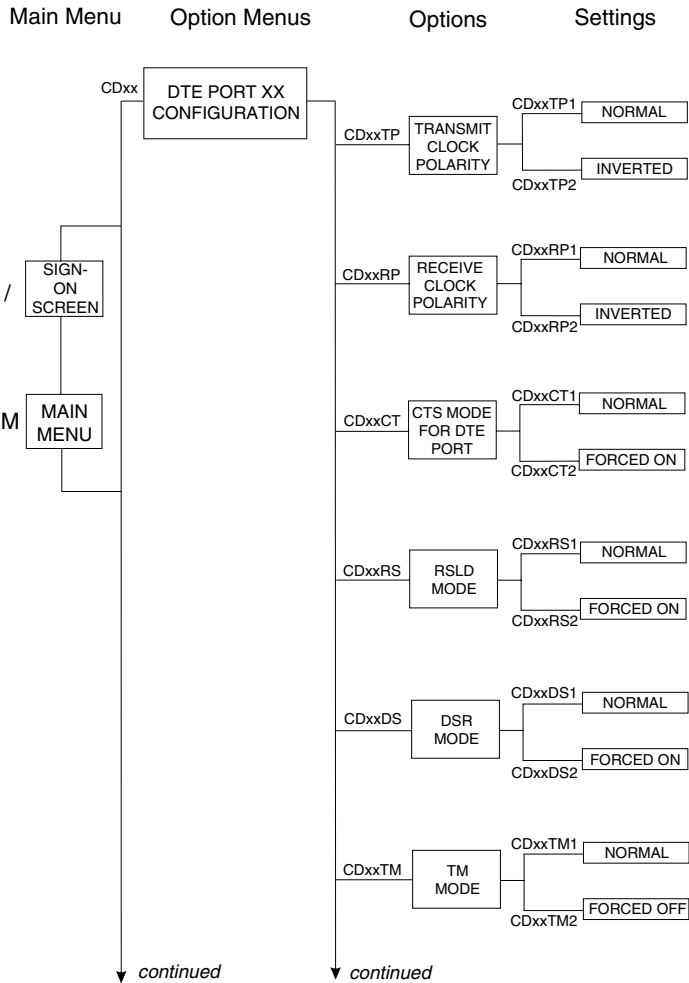 Main Menu Option Menus Options Settings
CDxx
DTE PORT XX
CONFIGURATION
CDxxTP
TRANSMIT
CLOCK
POLARITY
CDxxTP1
NORMAL
INVERTED
CDxxTP2
/
SIGN-
ON
SCREEN
CDxxRP
RECEIVE
CLOCK
POLARITY
CDxxRP1
NORMAL
INVERTED
CDxxRP2
M
MAIN
MENU
CDxxCT
CTS MODE
FOR DTE
PORT
CDxxCT1
NORMAL
FORCED ON
CDxxCT2
CDxxRS
RSLD
MODE
CDxxRS1
NORMAL
FORCED ON
CDxxRS2
CDxxDS
DSR
MODE
CDxxDS1
NORMAL
FORCED ON
CDxxDS2
CDxxTM
TM
MODE
CDxxTM1
NORMAL
FORCED OFF
CDxxTM2
continued
continued